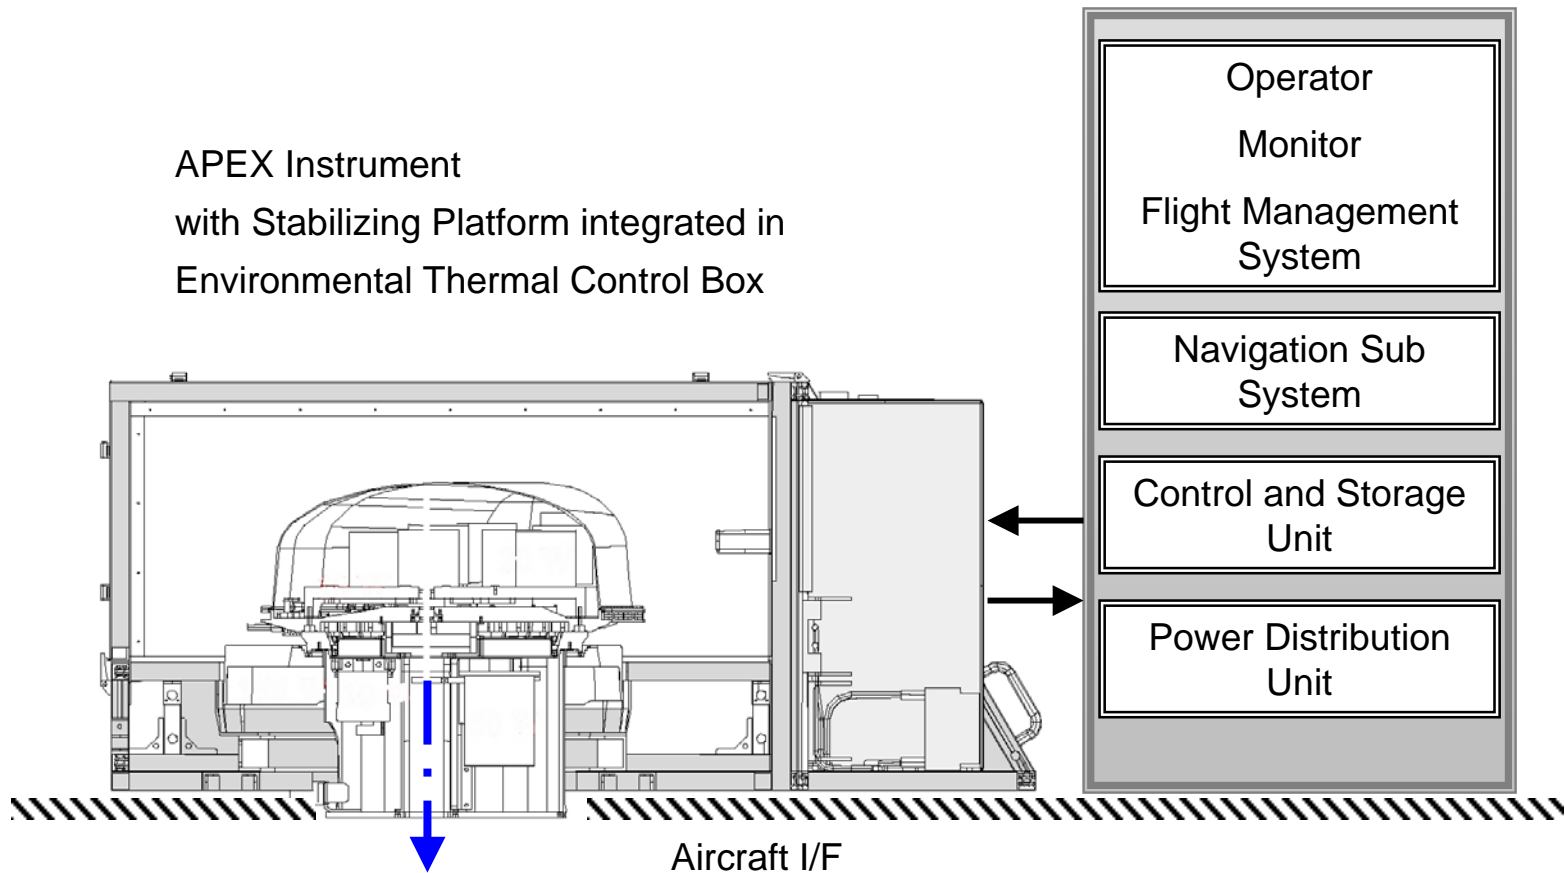 APEX Instrument
with Stabilizing Platform integrated in
Environmental Thermal Control Box
Operator
Monitor
Flight Management
System
Navigation Sub
System
Control and Storage
Unit
Power Distribution
Unit
Aircraft I/F